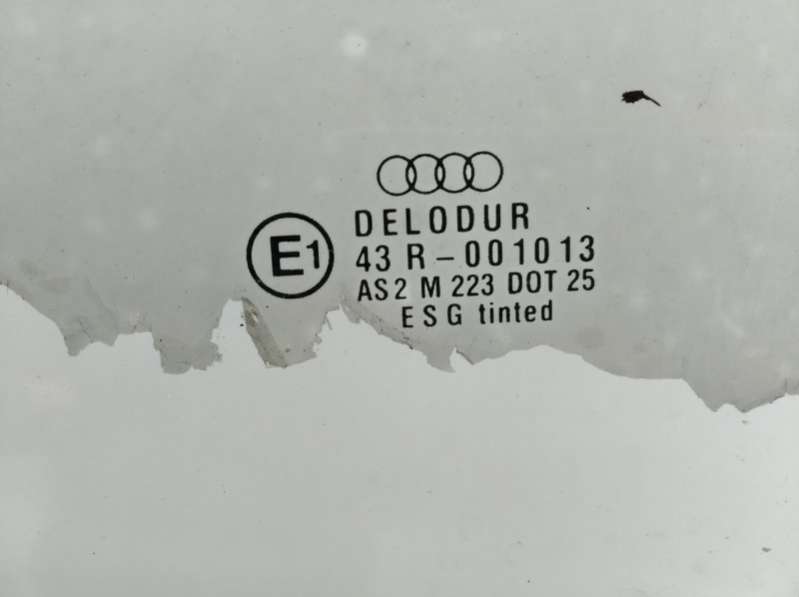 DELODUR
E1
43 R-001013
AS2 M 223 DOT 25
ESG tinted